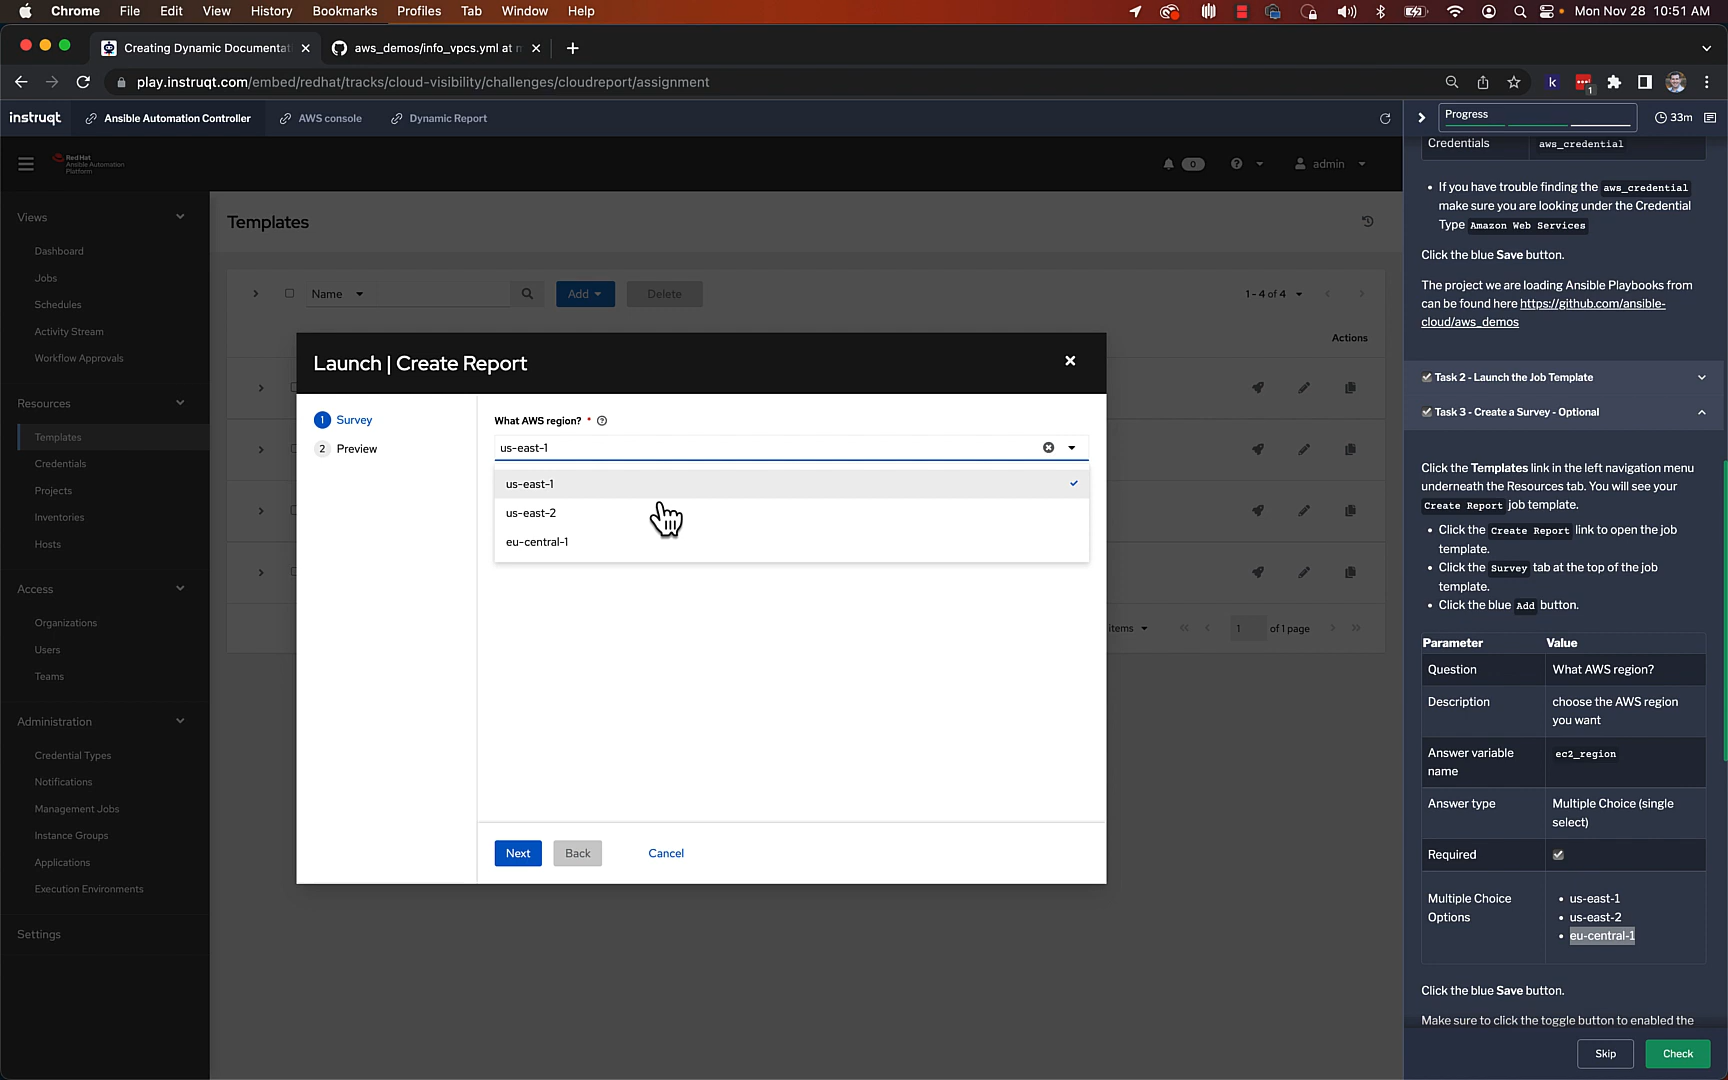 Chrome File Edit View History Bookmarks Profiles Tab Window Help Mon Nov 28 10:51 AM
Creating Dynamic Documentati aws_demos/info_vpcs.yml at
play.instruqt.com/embed/redhat/tracks/cloud-visibility/challenges/cloudreport/assignment
k 1
instruqt Ansible Automation Controller AWS console Dynamic Report
Progress 33m
Red Hat
Ansible Automation
Platform
0 admin
Views
Dashboard
Jobs
Schedules
Activity Stream
Workflow Approvals
Resources
Templates
Credentials
Projects
Inventories
Hosts
Access
Organizations
Users
Teams
Administration
Credential Types
Notifications
Management Jobs
Instance Groups
Applications
Execution Environments
Settings
Templates
Name Add Delete 1 - 4 of 4
Actions
items 1 of 1 page
Launch | Create Report
1 Survey
2 Preview
What AWS region? *
us-east-1
us-east-1
us-east-2
eu-central-1
Next Back Cancel
Credentials aws_credential
• If you have trouble finding the aws_credential
make sure you are looking under the Credential
Type Amazon Web Services
Click the blue Save button.
The project we are loading Ansible Playbooks from
can be found here https://github.com/ansible-
cloud/aws_demos
Task 2 - Launch the Job Template
Task 3 - Create a Survey - Optional
Click the Templates link in the left navigation menu
underneath the Resources tab. You will see your
Create Report job template.
• Click the Create Report link to open the job
template.
• Click the Survey tab at the top of the job
template.
• Click the blue Add button.
Parameter Value
Question What AWS region?
Description choose the AWS region
you want
Answer variable ec2_region
name
Answer type Multiple Choice (single
select)
Required
Multiple Choice • us-east-1
Options • us-east-2
• eu-central-1
Click the blue Save button.
Make sure to click the toggle button to enabled the
Skip Check